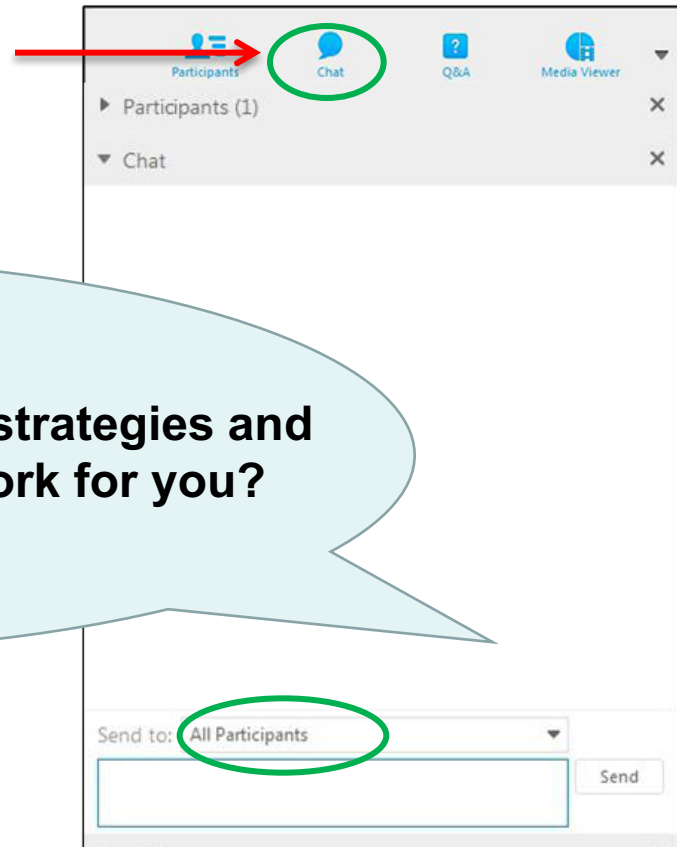 Participants Chat Q&A Media Viewer
Participants (1)
Chat
strategies and
ork for you?
Send to: All Participants
Send